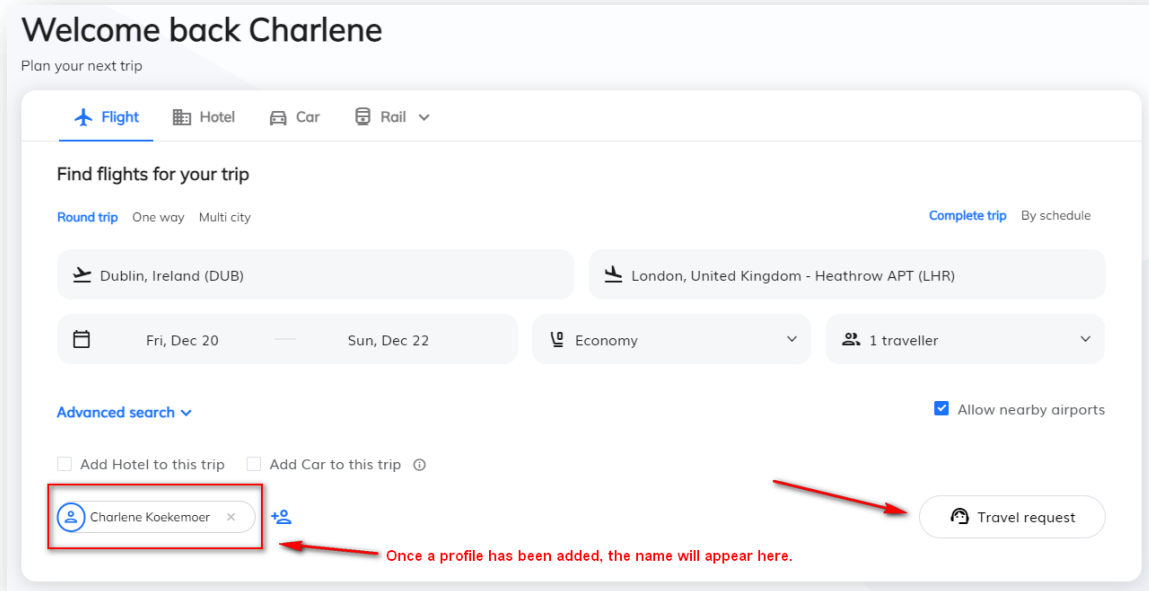 Welcome back Charlene
Plan your next trip
Flight Hotel Car Rail
Find flights for your trip
Round trip One way Multi city Complete trip By schedule
Dublin, Ireland (DUB) London, United Kingdom - Heathrow APT (LHR)
Fri, Dec 20 Sun, Dec 22 Economy 1 traveller
Advanced search Allow nearby airports
Add Hotel to this trip Add Car to this trip
Charlene Koekemoer Travel request
Once a profile has been added, the name will appear here.